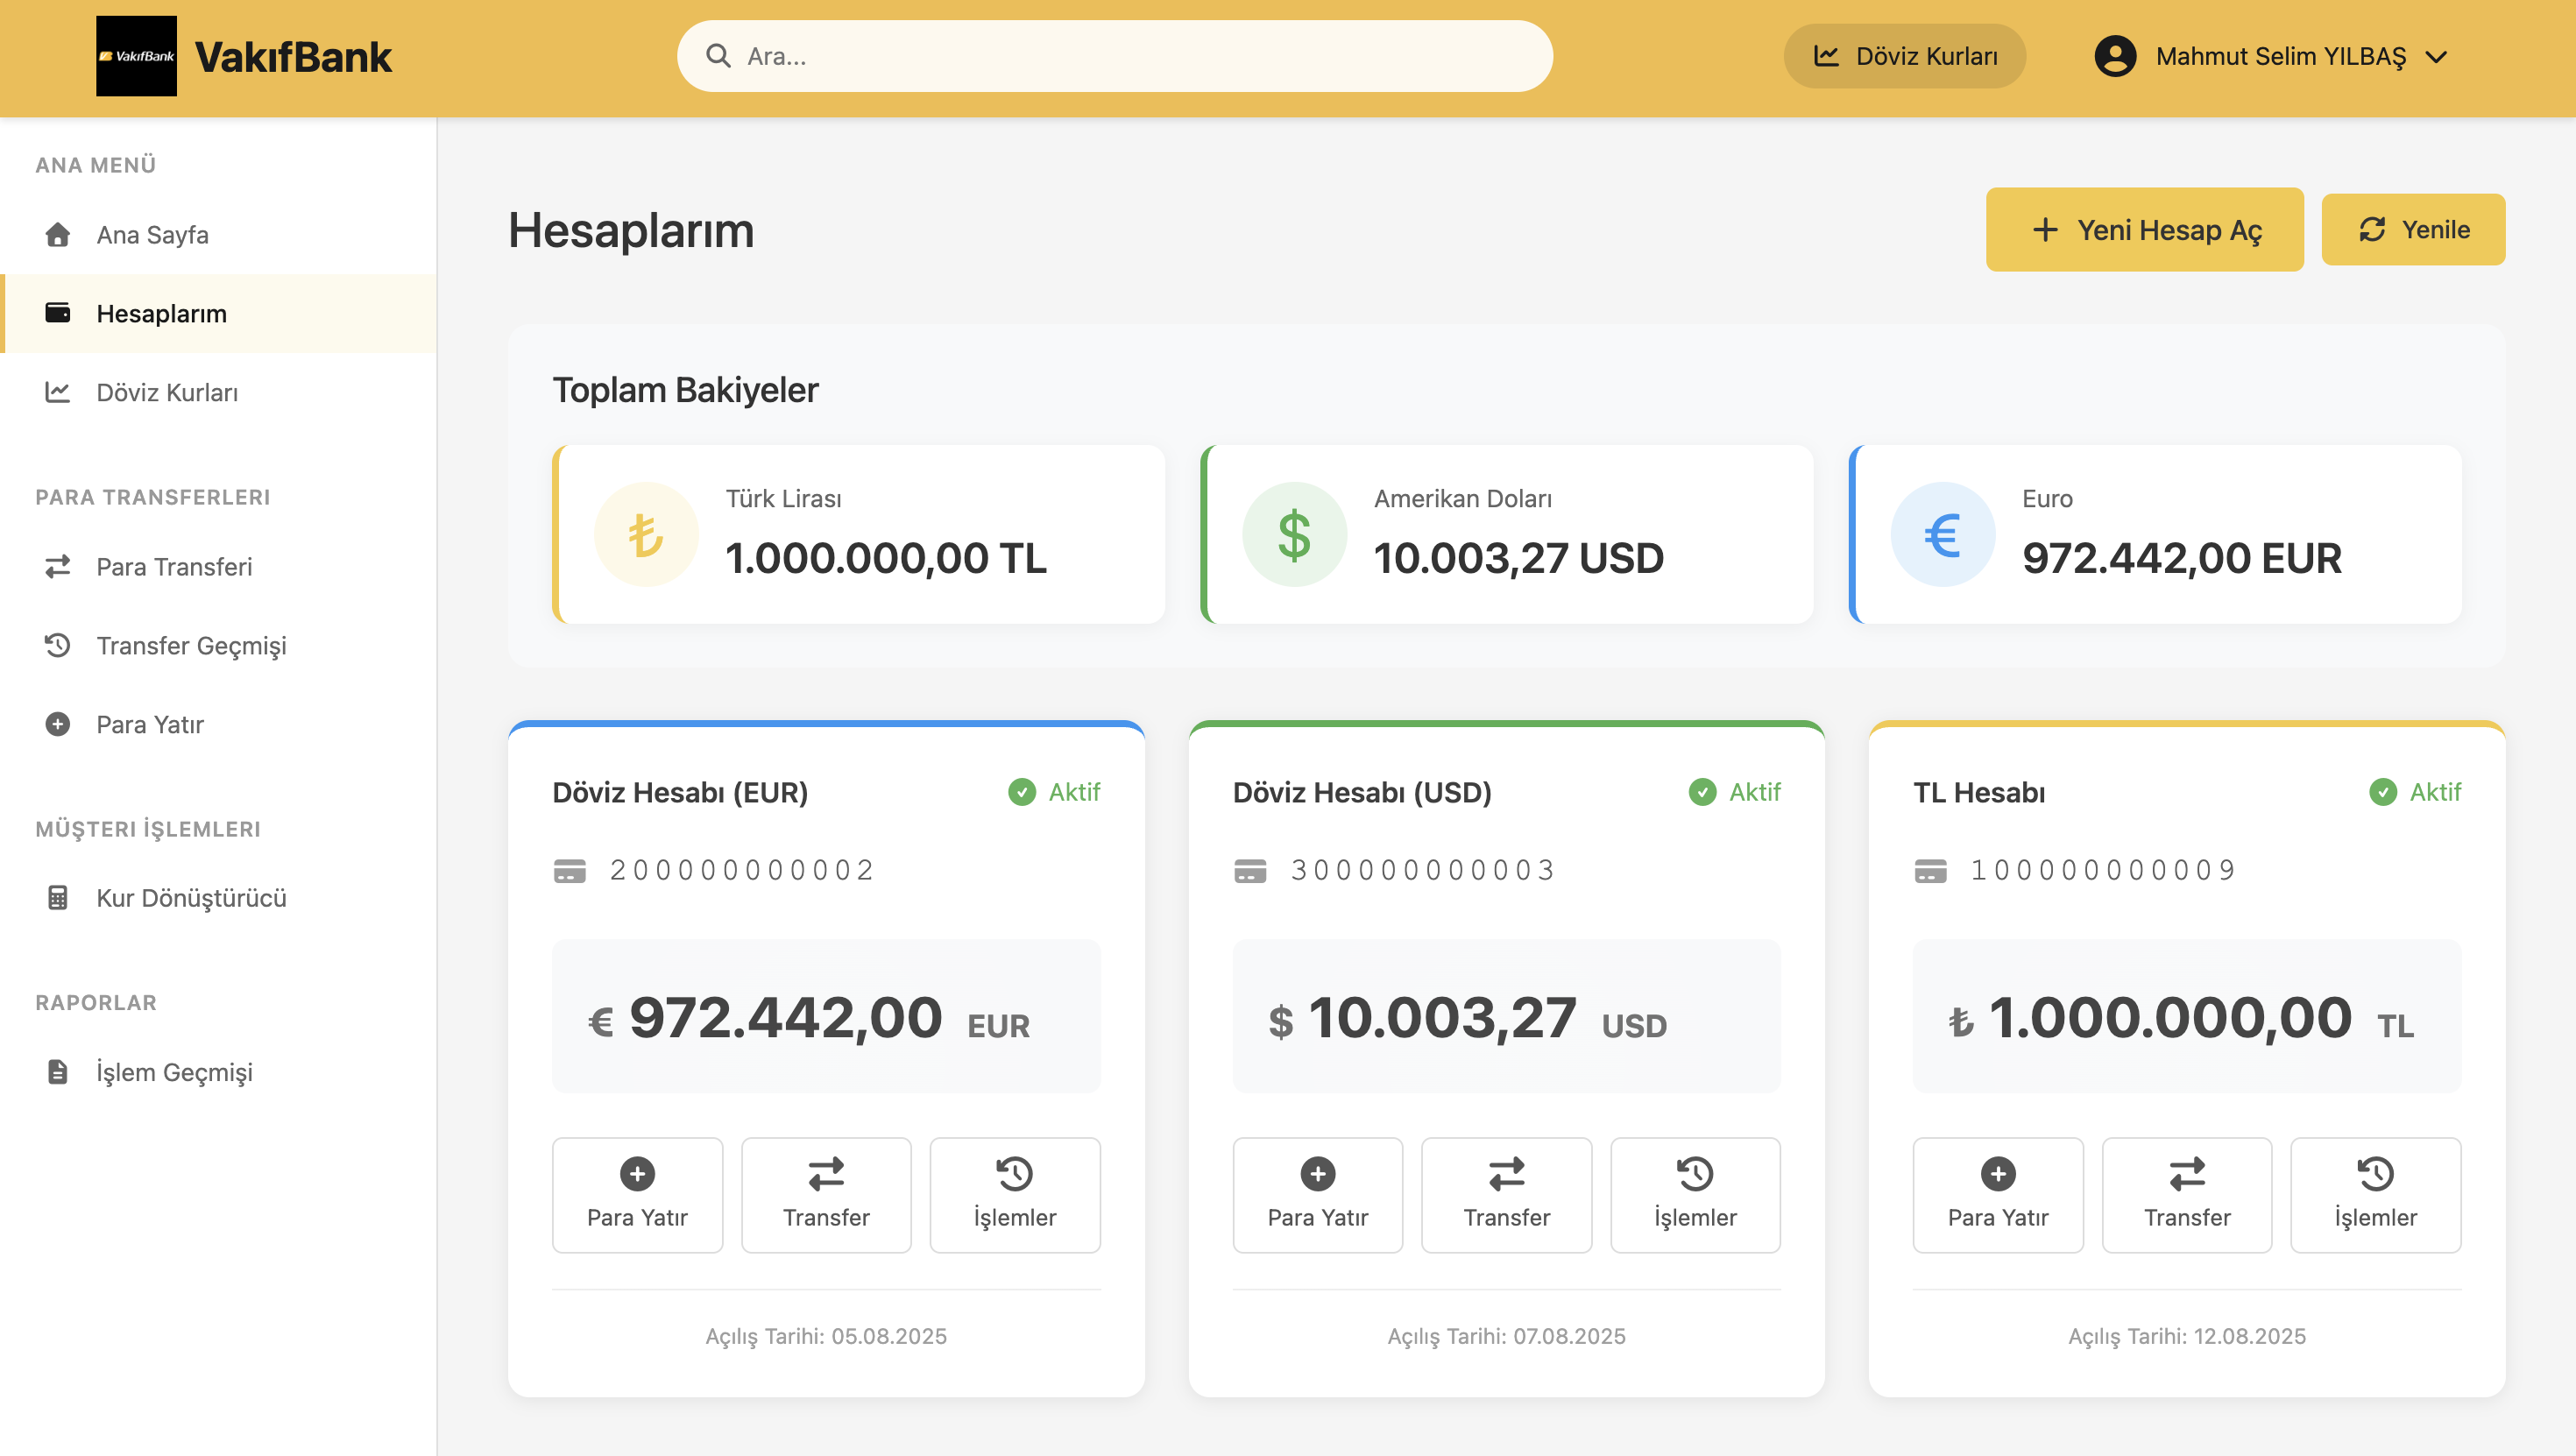 VakıfBank
VakıfBank
Ara...
Döviz Kurları
Mahmut Selim YILBAŞ
ANA MENÜ
Ana Sayfa
Hesaplarım
Döviz Kurları
PARA TRANSFERLERI
Para Transferi
Transfer Geçmişi
Para Yatır
MÜŞTERI İŞLEMLERI
Kur Dönüştürücü
RAPORLAR
İşlem Geçmişi
Hesaplarım
Yeni Hesap Aç
Yenile
Toplam Bakiyeler
₺
Türk Lirası
1.000.000,00 TL
$
Amerikan Doları
10.003,27 USD
€
Euro
972.442,00 EUR
Döviz Hesabı (EUR)
Aktif
200000000002
€ 972.442,00 EUR
Para Yatır
Transfer
İşlemler
Açılış Tarihi: 05.08.2025
Döviz Hesabı (USD)
Aktif
300000000003
$ 10.003,27 USD
Para Yatır
Transfer
İşlemler
Açılış Tarihi: 07.08.2025
TL Hesabı
Aktif
100000000009
₺ 1.000.000,00 TL
Para Yatır
Transfer
İşlemler
Açılış Tarihi: 12.08.2025